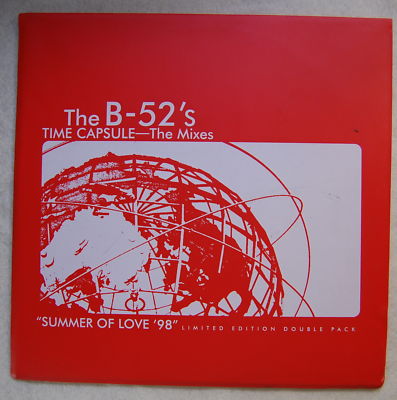 The B-52's
TIME CAPSULE—The Mixes
"SUMMER OF LOVE '98" LIMITED EDITION DOUBLE PACK